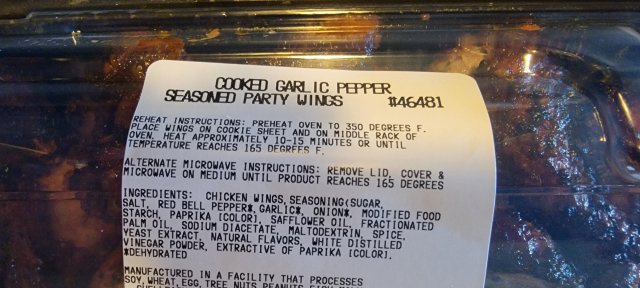 COOKED GARLIC PEPPER
SEASONED PARTY WINGS #46481
REHEAT INSTRUCTIONS: PREHEAT OVEN TO 350 DEGREES F.
PLACE WINGS ON COOKIE SHEET AND ON MIDDLE RACK OF
OVEN. HEAT APPROXIMATELY 10-15 MINUTES OR UNTIL
TEMPERATURE REACHES 165 DEGREES F.
ALTERNATE MICROWAVE INSTRUCTIONS: REMOVE LID, COVER &
MICROWAVE ON MEDIUM UNTIL PRODUCT REACHES 165 DEGREES
INGREDIENTS: CHICKEN WINGS, SEASONING(SUGAR,
SALT, RED BELL PEPPER*, GARLIC*, ONION*, MODIFIED FOOD
STARCH, PAPRIKA [COLOR], SAFFLOWER OIL, FRACTIONATED
PALM OIL, SODIUM DIACETATE, MALTODEXTRIN, SPICE,
YEAST EXTRACT, NATURAL FLAVORS, WHITE DISTILLED
VINEGAR POWDER, EXTRACTIVE OF PAPRIKA [COLOR].
*DEHYDRATED
MANUFACTURED IN A FACILITY THAT PROCESSES
SOY, WHEAT, EGG, TREE NUTS, PEANUTS, FISH